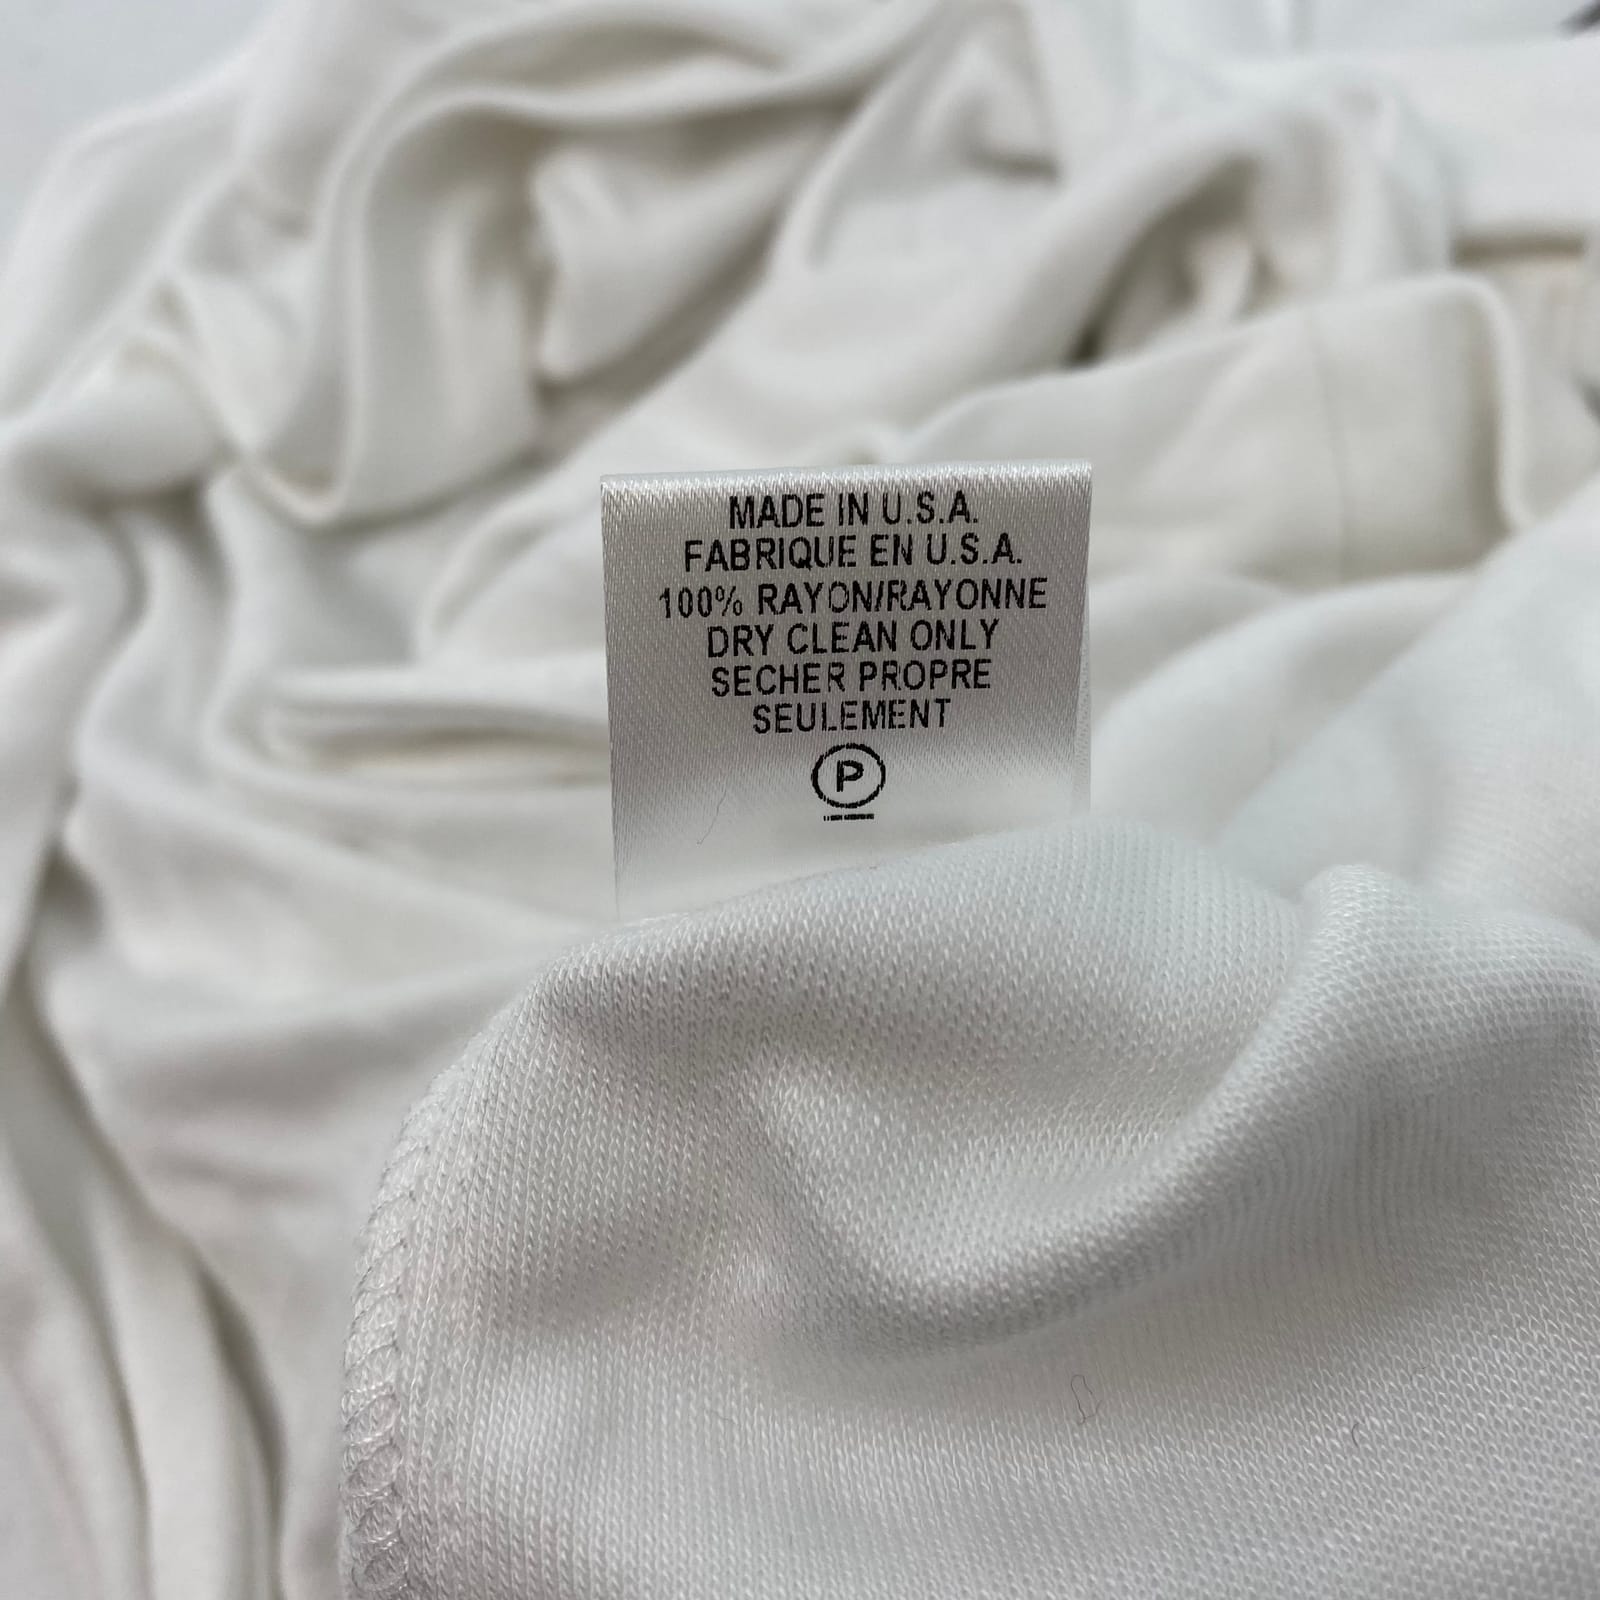 MADE IN U.S.A.
FABRIQUE EN U.S.A.
100% RAYON/RAYONNE
DRY CLEAN ONLY
SECHER PROPRE
SEULEMENT
P